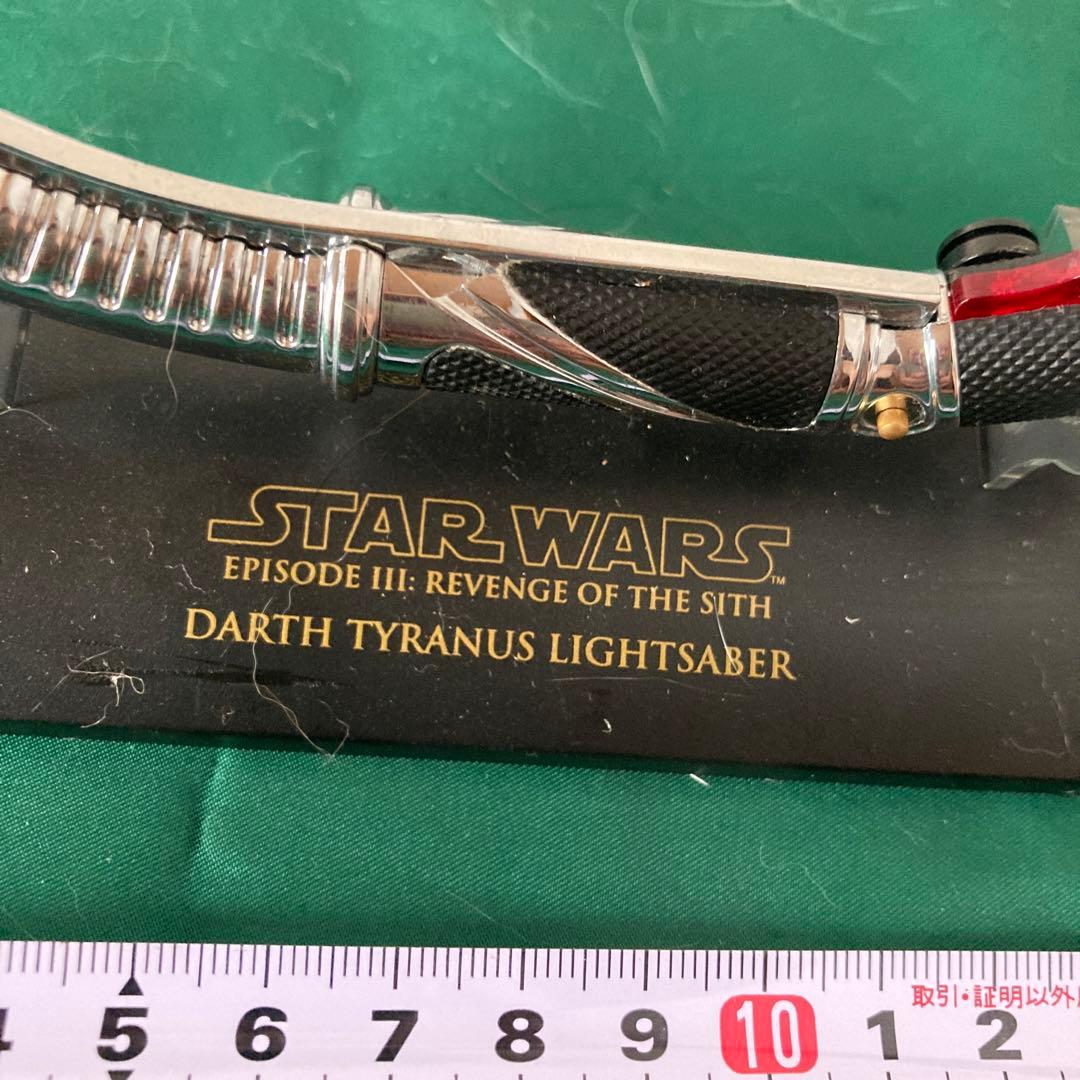 STAR WARS™
EPISODE III: REVENGE OF THE SITH
DARTH TYRANUS LIGHTSABER
取引・証明以外
4 5 6 7 8 9 10 1 2